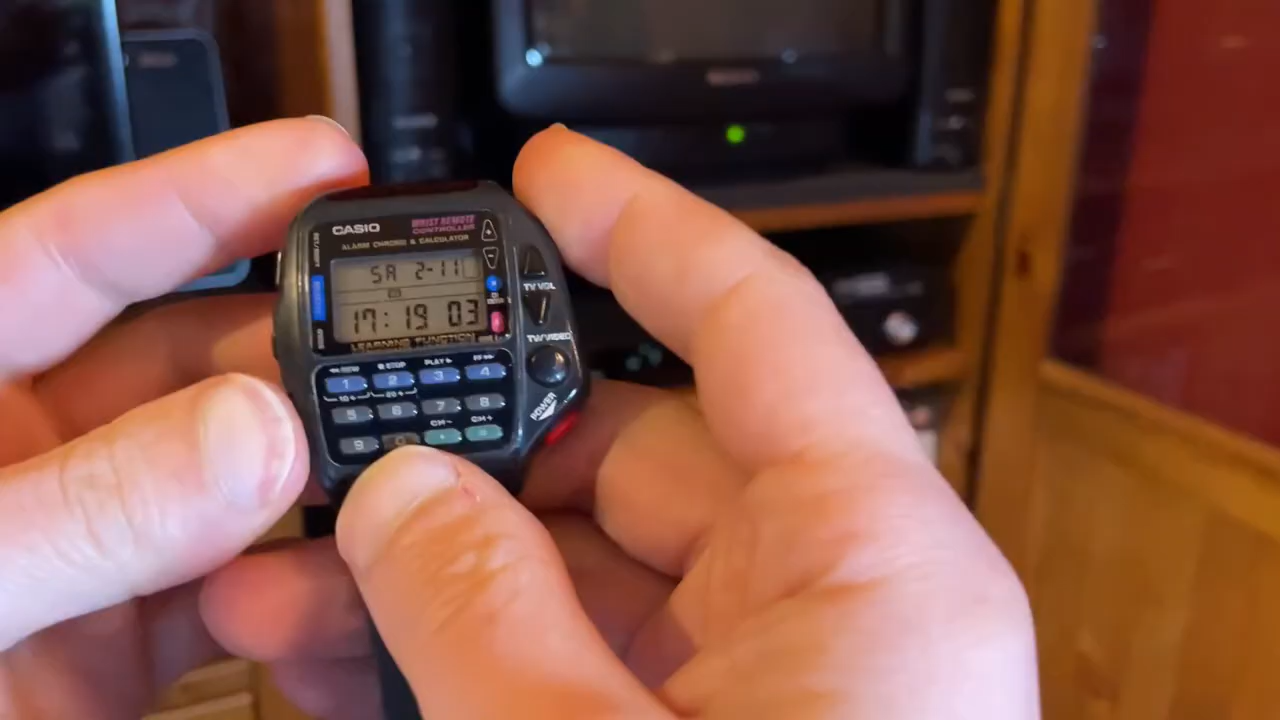 CASIO
WRIST REMOTE
CONTROLLER
ALARM CHRONO & CALCULATOR
+
SA 2-11
−
17:19 03
LEARNING FUNCTION
TV VOL
TV/VIDEO
POWER
STOP PLAY
1 2 3 4
5 6 7 8
CH− CH+
9 0